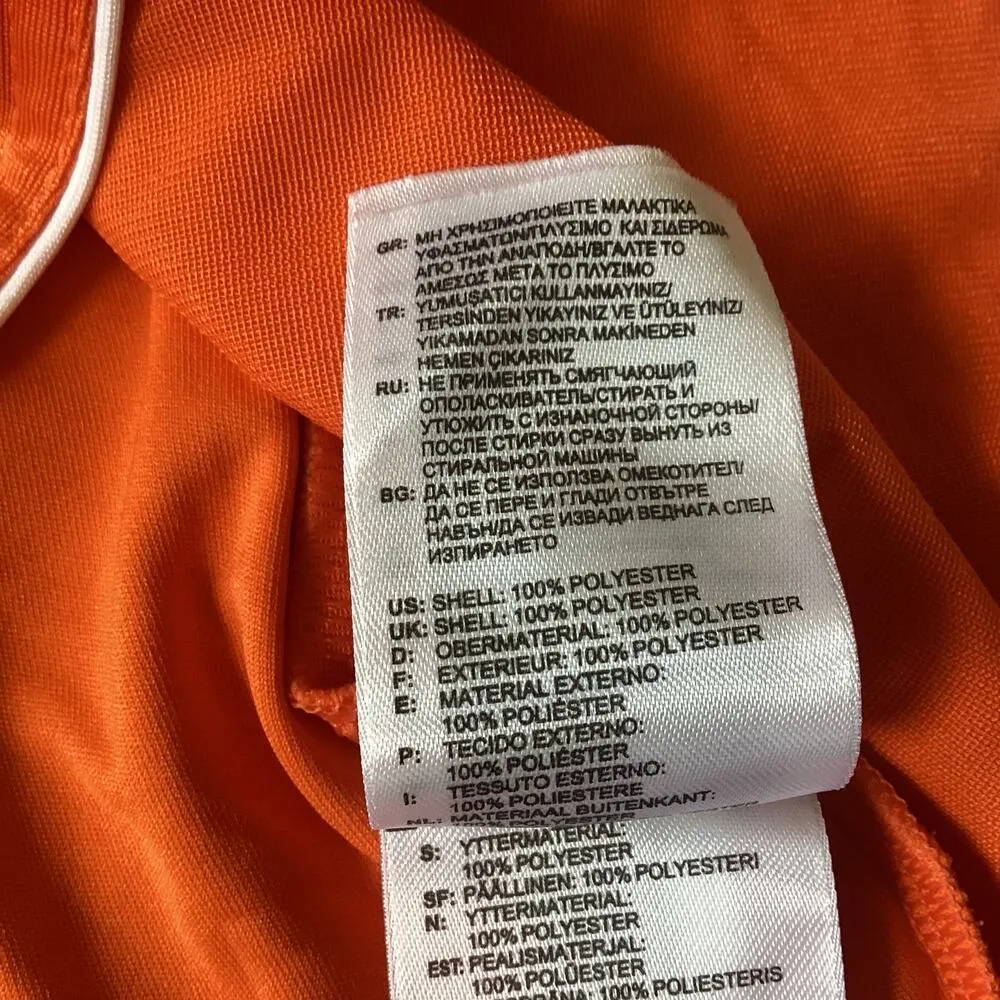 GR: ΜΗ ΧΡΗΣΙΜΟΠΟΙΕΙΤΕ ΜΑΛΑΚΤΙΚΑ
ΥΦΑΣΜΑΤΩΝ/ΠΛΥΣΙΜΟ ΚΑΙ ΣΙΔΕΡΩΜΑ
ΑΠΟ ΤΗΝ ΑΝΑΠΟΔΗ/ΒΓΑΛΤΕ ΤΟ
ΑΜΕΣΩΣ ΜΕΤΑ ΤΟ ΠΛΥΣΙΜΟ
TR: YUMUŞATICI KULLANMAYINIZ/
TERSİNDEN YIKAYINIZ VE ÜTÜLEYİNİZ/
YIKAMADAN SONRA MAKİNEDEN
HEMEN ÇIKARINIZ
RU: НЕ ПРИМЕНЯТЬ СМЯГЧАЮЩИЙ
ОПОЛАСКИВАТЕЛЬ/СТИРАТЬ И
УТЮЖИТЬ С ИЗНАНОЧНОЙ СТОРОНЫ/
ПОСЛЕ СТИРКИ СРАЗУ ВЫНУТЬ ИЗ
СТИРАЛЬНОЙ МАШИНЫ
BG: ДА НЕ СЕ ИЗПОЛЗВА ОМЕКОТИТЕЛ/
ДА СЕ ПЕРЕ И ГЛАДИ ОТВЪТРЕ
НАВЪН/ДА СЕ ИЗВАДИ ВЕДНАГА СЛЕД
ИЗПИРАНЕТО
US: SHELL: 100% POLYESTER
UK: SHELL: 100% POLYESTER
D: OBERMATERIAL: 100% POLYESTER
F: EXTERIEUR: 100% POLYESTER
E: MATERIAL EXTERNO:
100% POLIÉSTER
P: TECIDO EXTERNO:
100% POLIÉSTER
I: TESSUTO ESTERNO:
100% POLIESTERE
NL: MATERIAAL BUITENKANT:
S: YTTERMATERIAL:
100% POLYESTER
SF: PÄÄLLINEN: 100% POLYESTERI
N: YTTERMATERIAL:
100% POLYESTER
EST: PEALISMATERJAL:
100% POLÜESTER
100% POLIESTERIS